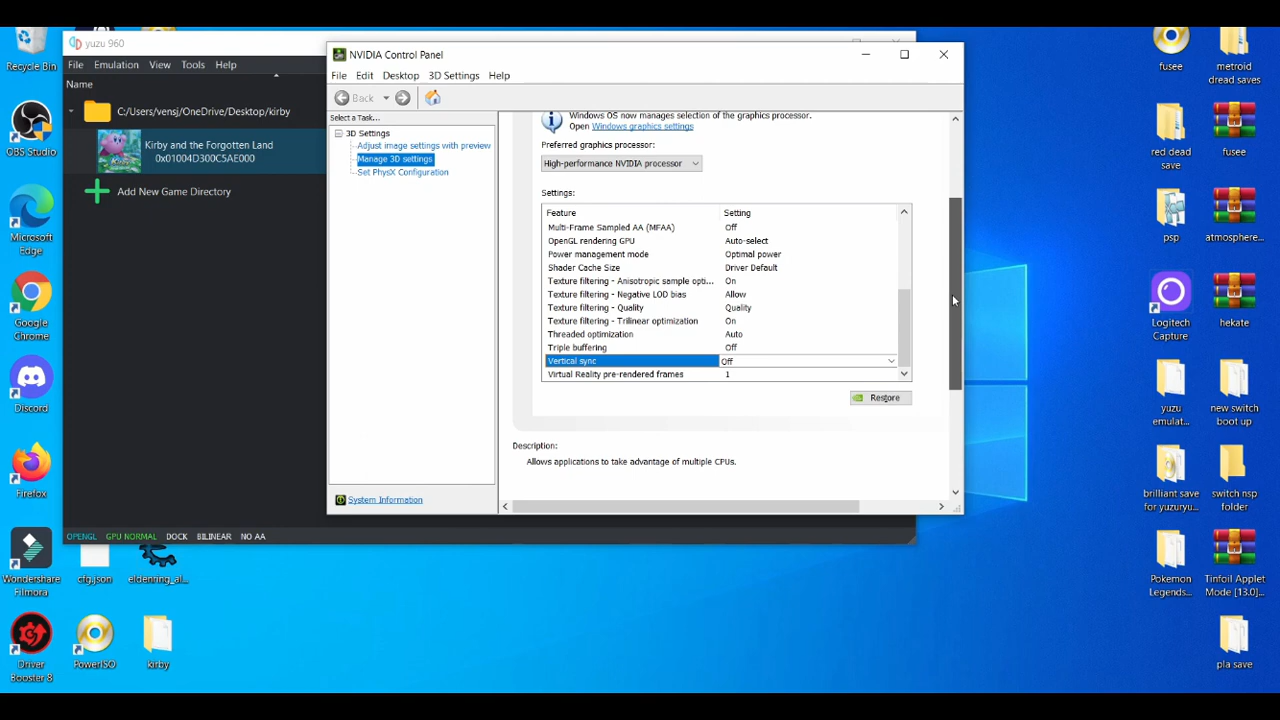 Recycle Bin
OBS Studio
Microsoft
Edge
Google
Chrome
Discord
Firefox
Wondershare
Filmora
Driver
Booster 8
cfg.json
eldenring_al...
PowerISO
kirby
yuzu 960
File Emulation View Tools Help
Name
C:/Users/vensj/OneDrive/Desktop/kirby
Kirby and the Forgotten Land
0x01004D300C5AE000
Add New Game Directory
OPENGL GPU NORMAL DOCK BILINEAR NO AA
NVIDIA Control Panel
File Edit Desktop 3D Settings Help
Back
Select a Task...
3D Settings
Adjust image settings with preview
Manage 3D settings
Set PhysX Configuration
System Information
Windows OS now manages selection of the graphics processor.
Open Windows graphics settings
Preferred graphics processor:
High-performance NVIDIA processor
Settings:
Feature Setting
Multi-Frame Sampled AA (MFAA) Off
OpenGL rendering GPU Auto-select
Power management mode Optimal power
Shader Cache Size Driver Default
Texture filtering - Anisotropic sample opti... On
Texture filtering - Negative LOD bias Allow
Texture filtering - Quality Quality
Texture filtering - Trilinear optimization On
Threaded optimization Auto
Triple buffering Off
Vertical sync Off
Virtual Reality pre-rendered frames 1
Restore
Description:
Allows applications to take advantage of multiple CPUs.
fusee
metroid
dread saves
red dead
save
fusee
psp
atmosphere...
Logitech
Capture
hekate
yuzu
emulat...
new switch
boot up
brilliant save
for yuzuryu...
switch nsp
folder
Pokemon
Legends...
Tinfoil Applet
Mode [13.0]...
pla save